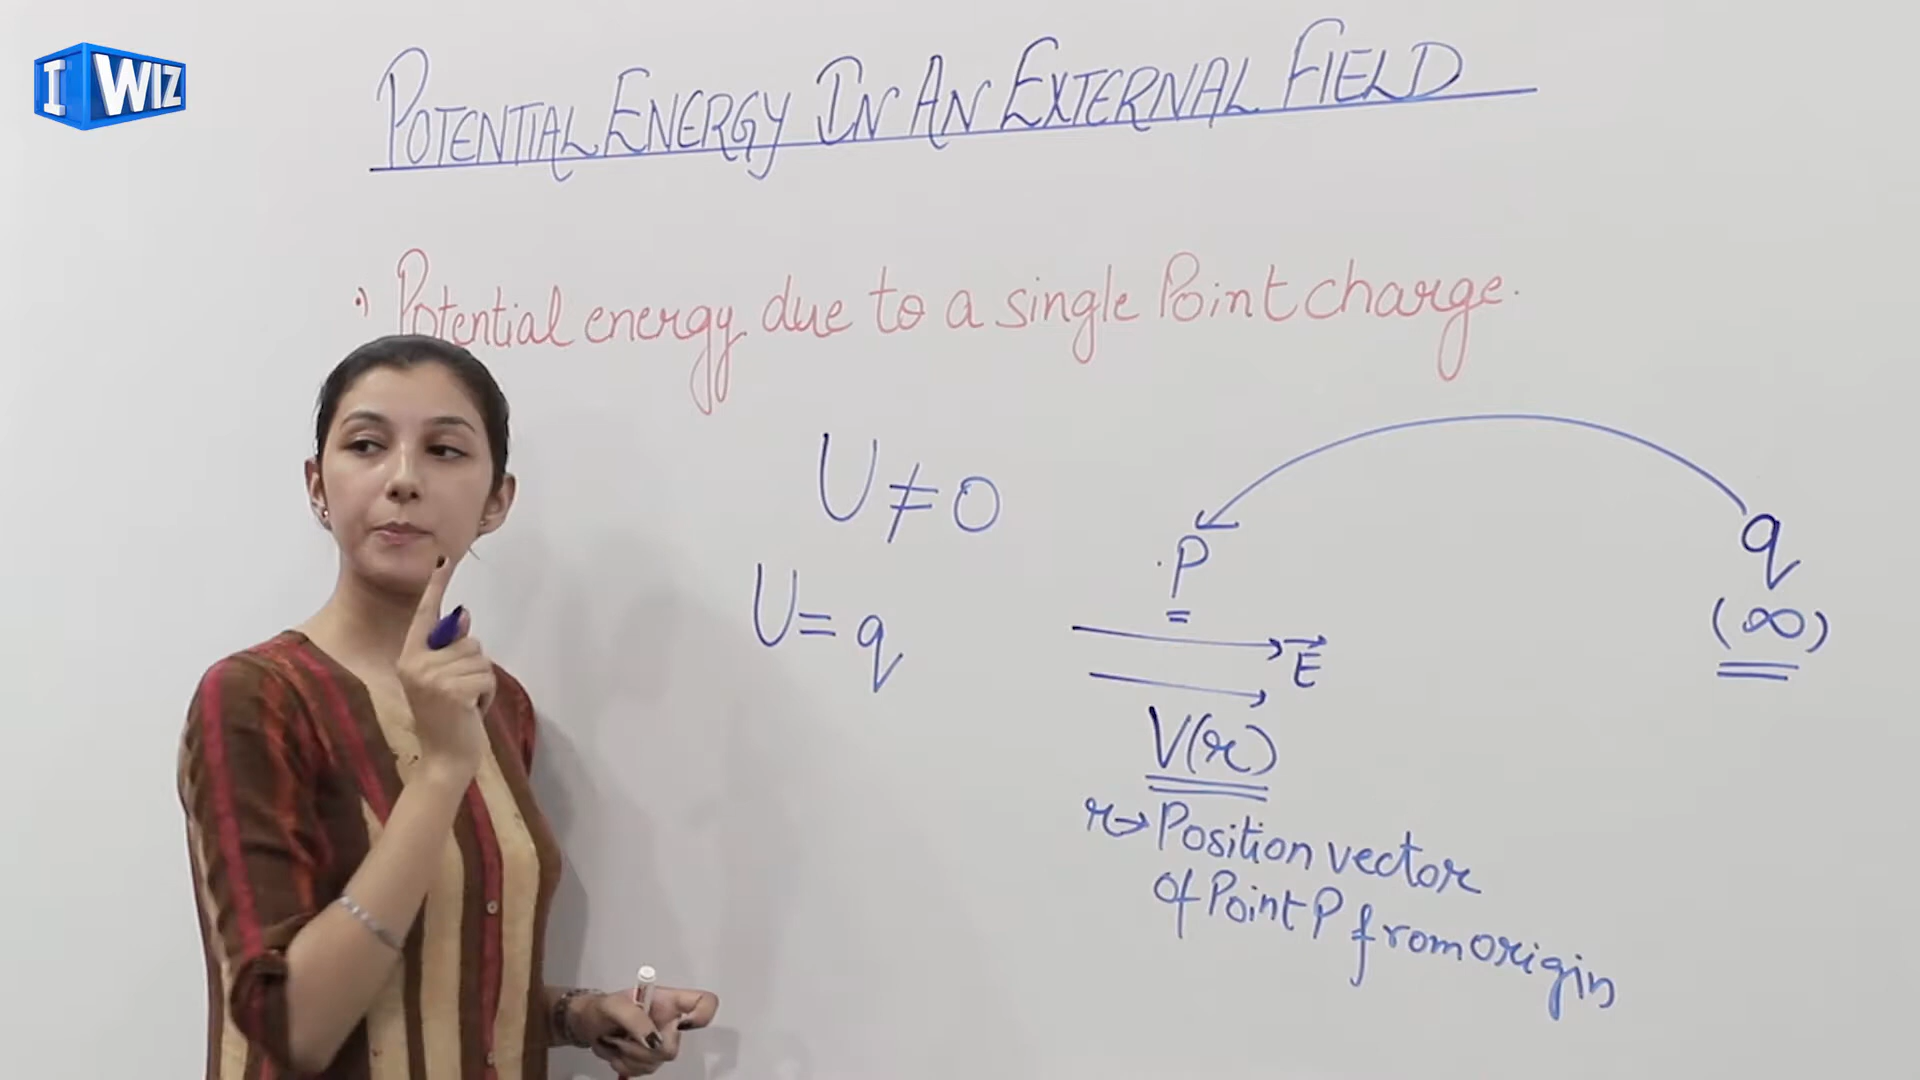 I WIZ
POTENTIAL ENERGY IN AN EXTERNAL FIELD
•) Potential energy due to a single Point charge.
U ≠ 0
U = q
P
q
(∞)
E⃗
V(r)
r → Position vector
of Point P from origin